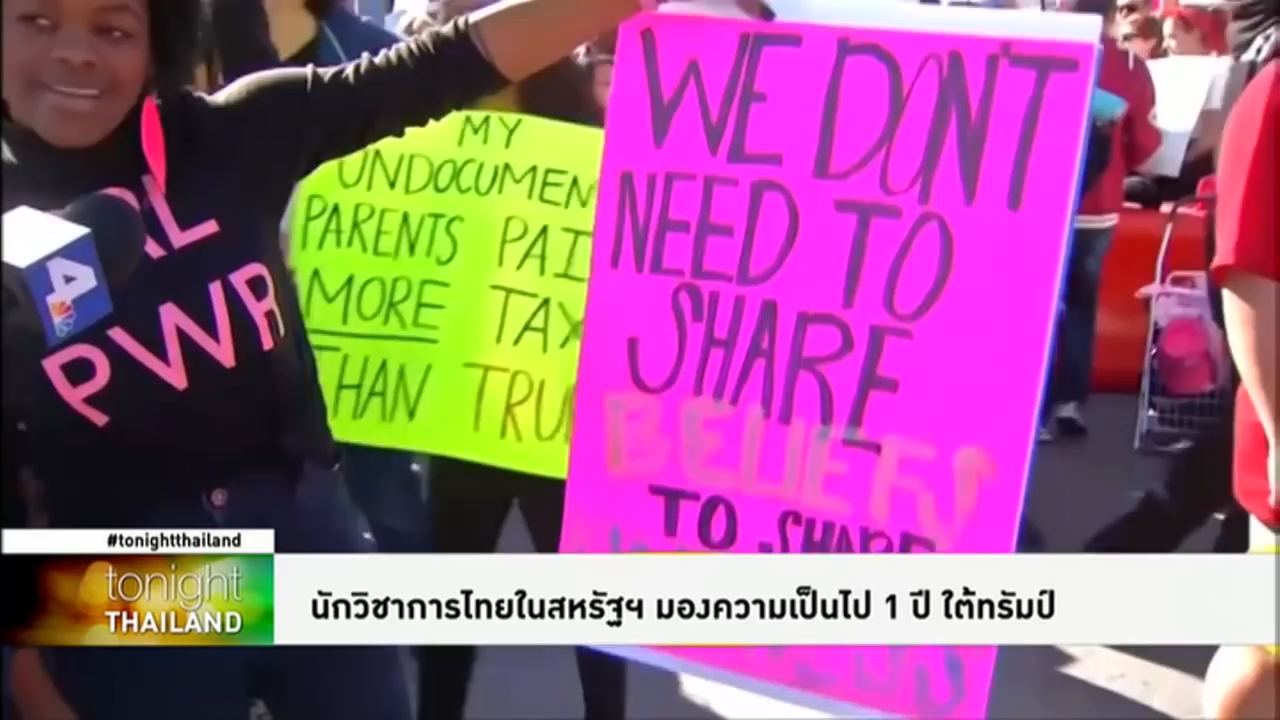 WE DONT
NEED TO
SHARE
BELIEFS
TO SHARE
MY
UNDOCUMEN
PARENTS PAI
MORE TAX
THAN TRU
RL
PWR
4
#tonightthailand
tonight
THAILAND
นักวิชาการไทยในสหรัฐฯ มองความเป็นไป 1 ปี ใต้ทรัมป์